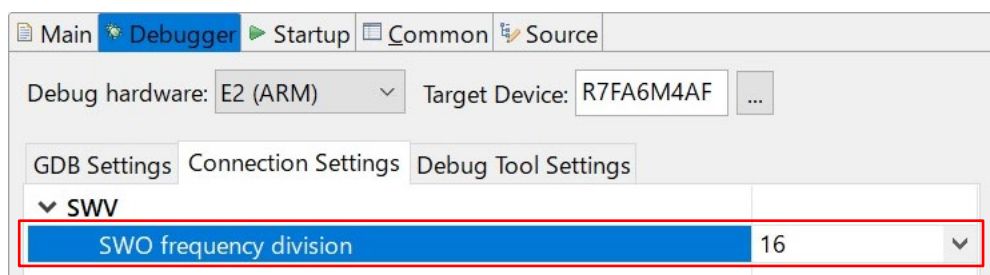 Main Debugger Startup Common Source
Debug hardware: E2 (ARM) Target Device: R7FA6M4AF ...
GDB Settings Connection Settings Debug Tool Settings
SWV
SWO frequency division 16